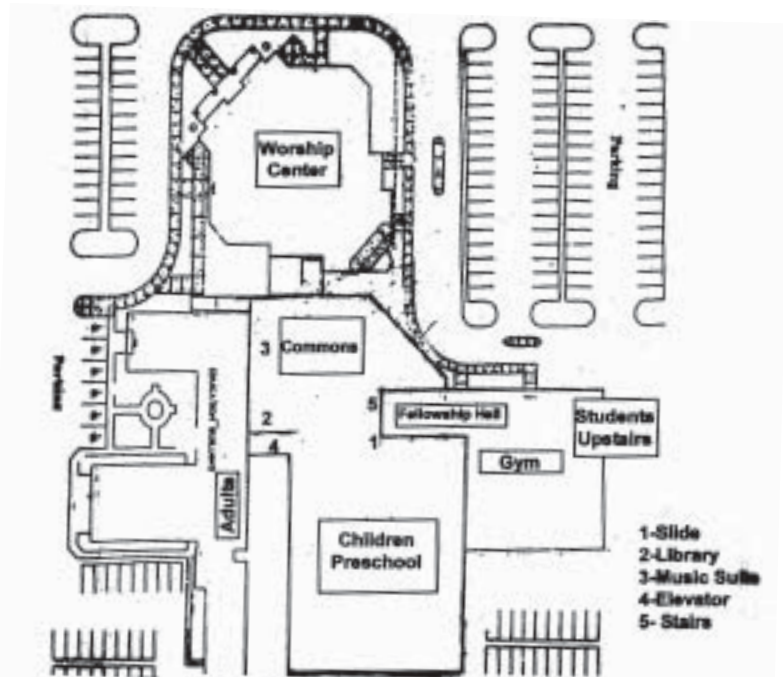 Worship
Center
Parking
3 Commons
Parking
5
Fellowship Hall
Students
Upstairs
2
1
4
Gym
Adults
Children
Preschool
1-Slide
2-Library
3-Music Suite
4-Elevator
5- Stairs